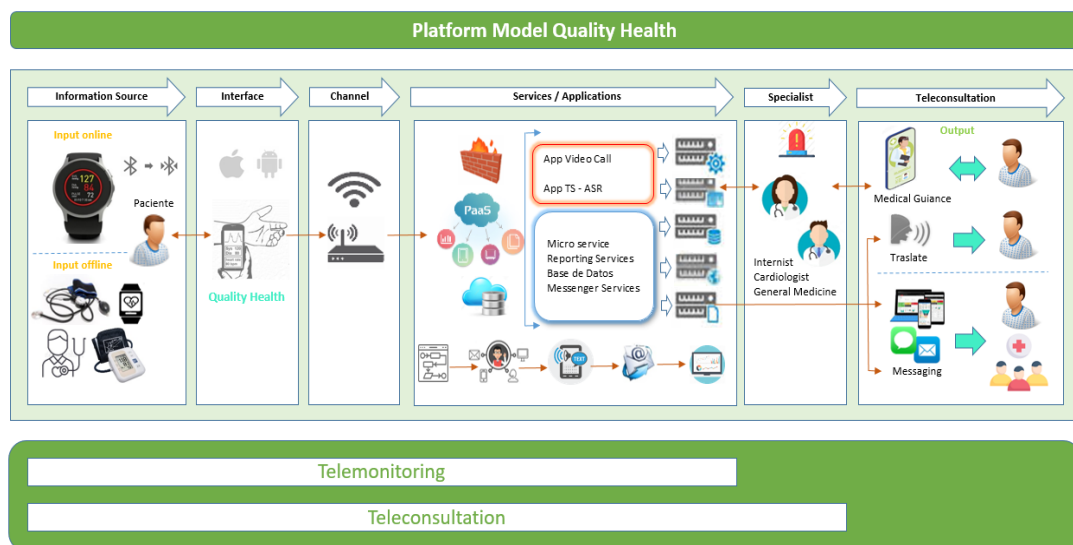 Platform Model Quality Health
Information Source
Interface
Channel
Services / Applications
Specialist
Teleconsultation
Input online
127
84
72
Paciente
Input offline
Quality Health
PaaS
App Video Call
App TS - ASR
Micro service
Reporting Services
Base de Datos
Messenger Services
TEXT
@
Internist
Cardiologist
General Medicine
Output
Medical Guiance
Traslate
Messaging
Telemonitoring
Teleconsultation